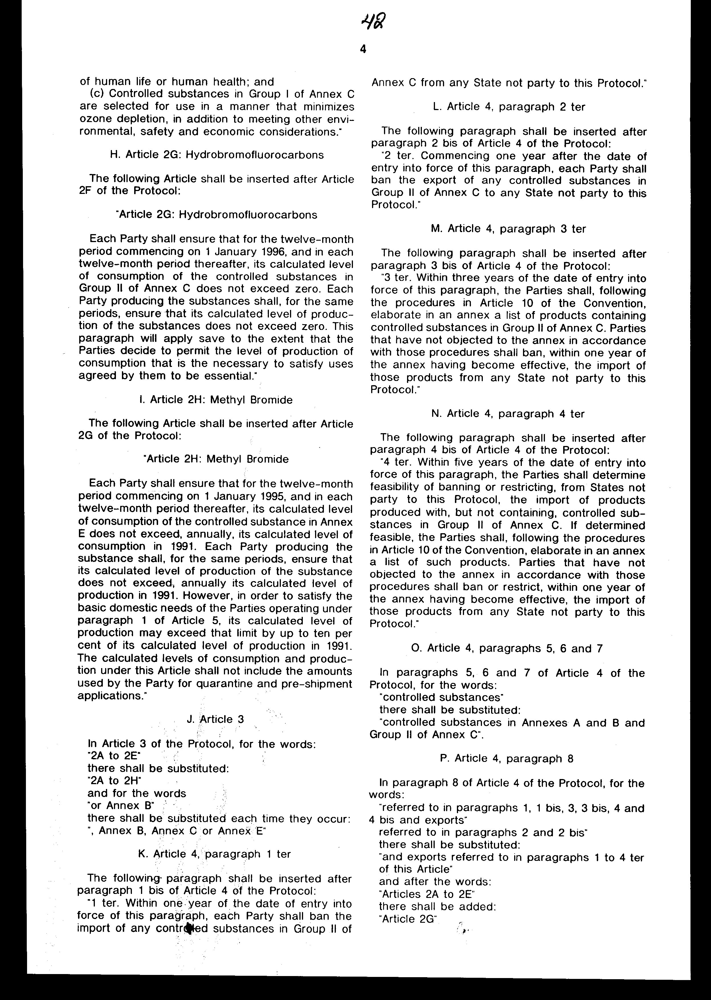 42
4
of human life or human health; and
(c) Controlled substances in Group I of Annex C
are selected for use in a manner that minimizes
ozone depletion, in addition to meeting other envi-
ronmental, safety and economic considerations."
H. Article 2G: Hydrobromofluorocarbons
The following Article shall be inserted after Article
2F of the Protocol:
"Article 2G: Hydrobromofluorocarbons
Each Party shall ensure that for the twelve-month
period commencing on 1 January 1996, and in each
twelve-month period thereafter, its calculated level
of consumption of the controlled substances in
Group II of Annex C does not exceed zero. Each
Party producing the substances shall, for the same
periods, ensure that its calculated level of produc-
tion of the substances does not exceed zero. This
paragraph will apply save to the extent that the
Parties decide to permit the level of production of
consumption that is the necessary to satisfy uses
agreed by them to be essential."
I. Article 2H: Methyl Bromide
The following Article shall be inserted after Article
2G of the Protocol:
"Article 2H: Methyl Bromide
Each Party shall ensure that for the twelve-month
period commencing on 1 January 1995, and in each
twelve-month period thereafter, its calculated level
of consumption of the controlled substance in Annex
E does not exceed, annually, its calculated level of
consumption in 1991. Each Party producing the
substance shall, for the same periods, ensure that
its calculated level of production of the substance
does not exceed, annually its calculated level of
production in 1991. However, in order to satisfy the
basic domestic needs of the Parties operating under
paragraph 1 of Article 5, its calculated level of
production may exceed that limit by up to ten per
cent of its calculated level of production in 1991.
The calculated levels of consumption and produc-
tion under this Article shall not include the amounts
used by the Party for quarantine and pre-shipment
applications."
J. Article 3
In Article 3 of the Protocol, for the words:
"2A to 2E"
there shall be substituted:
"2A to 2H"
and for the words
"or Annex B"
there shall be substituted each time they occur:
", Annex B, Annex C or Annex E"
K. Article 4, paragraph 1 ter
The following paragraph shall be inserted after
paragraph 1 bis of Article 4 of the Protocol:
"1 ter. Within one year of the date of entry into
force of this paragraph, each Party shall ban the
import of any controlled substances in Group II of
Annex C from any State not party to this Protocol."
L. Article 4, paragraph 2 ter
The following paragraph shall be inserted after
paragraph 2 bis of Article 4 of the Protocol:
"2 ter. Commencing one year after the date of
entry into force of this paragraph, each Party shall
ban the export of any controlled substances in
Group II of Annex C to any State not party to this
Protocol."
M. Article 4, paragraph 3 ter
The following paragraph shall be inserted after
paragraph 3 bis of Article 4 of the Protocol:
"3 ter. Within three years of the date of entry into
force of this paragraph, the Parties shall, following
the procedures in Article 10 of the Convention,
elaborate in an annex a list of products containing
controlled substances in Group II of Annex C. Parties
that have not objected to the annex in accordance
with those procedures shall ban, within one year of
the annex having become effective, the import of
those products from any State not party to this
Protocol."
N. Article 4, paragraph 4 ter
The following paragraph shall be inserted after
paragraph 4 bis of Article 4 of the Protocol:
"4 ter. Within five years of the date of entry into
force of this paragraph, the Parties shall determine
feasibility of banning or restricting, from States not
party to this Protocol, the import of products
produced with, but not containing, controlled sub-
stances in Group II of Annex C. If determined
feasible, the Parties shall, following the procedures
in Article 10 of the Convention, elaborate in an annex
a list of such products. Parties that have not
objected to the annex in accordance with those
procedures shall ban or restrict, within one year of
the annex having become effective, the import of
those products from any State not party to this
Protocol."
O. Article 4, paragraphs 5, 6 and 7
In paragraphs 5, 6 and 7 of Article 4 of the
Protocol, for the words:
"controlled substances"
there shall be substituted:
"controlled substances in Annexes A and B and
Group II of Annex C".
P. Article 4, paragraph 8
In paragraph 8 of Article 4 of the Protocol, for the
words:
"referred to in paragraphs 1, 1 bis, 3, 3 bis, 4 and
4 bis and exports"
referred to in paragraphs 2 and 2 bis"
there shall be substituted:
"and exports referred to in paragraphs 1 to 4 ter
of this Article"
and after the words:
"Articles 2A to 2E"
there shall be added:
"Article 2G"